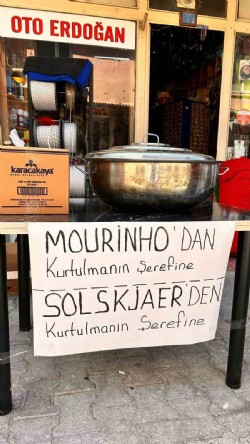 OTO ERDOĞAN
karacakaya
MOURINHO'DAN
Kurtulmanın Şerefine
SOLSKJAER'DEN
Kurtulmanın Şerefine